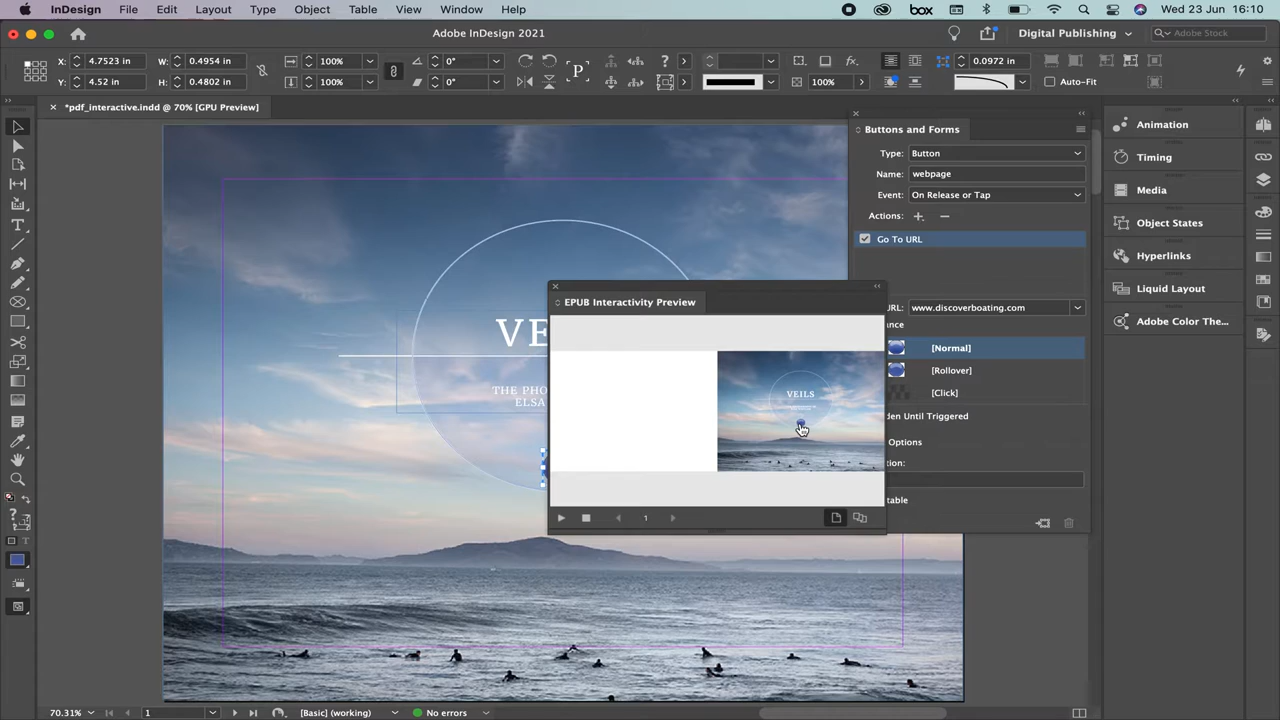 InDesign File Edit Layout Type Object Table View Window Help box Wed 23 Jun 16:10
Adobe InDesign 2021 Digital Publishing Adobe Stock
X: 4.7523 in W: 0.4954 in 100% 0° P fx. 0.0972 in
Y: 4.52 in H: 0.4802 in 100% 0° 100% Auto-Fit
*pdf_interactive.indd @ 70% [GPU Preview]
Buttons and Forms
Type: Button
Name: webpage
Event: On Release or Tap
Actions:
Go To URL
URL: www.discoverboating.com
ance
[Normal]
[Rollover]
[Click]
den Until Triggered
Options
ion:
table
Animation
Timing
Media
Object States
Hyperlinks
Liquid Layout
Adobe Color The...
VE
THE PHO
ELSA
EPUB Interactivity Preview
VEILS
1
70.31% 1 [Basic] (working) No errors